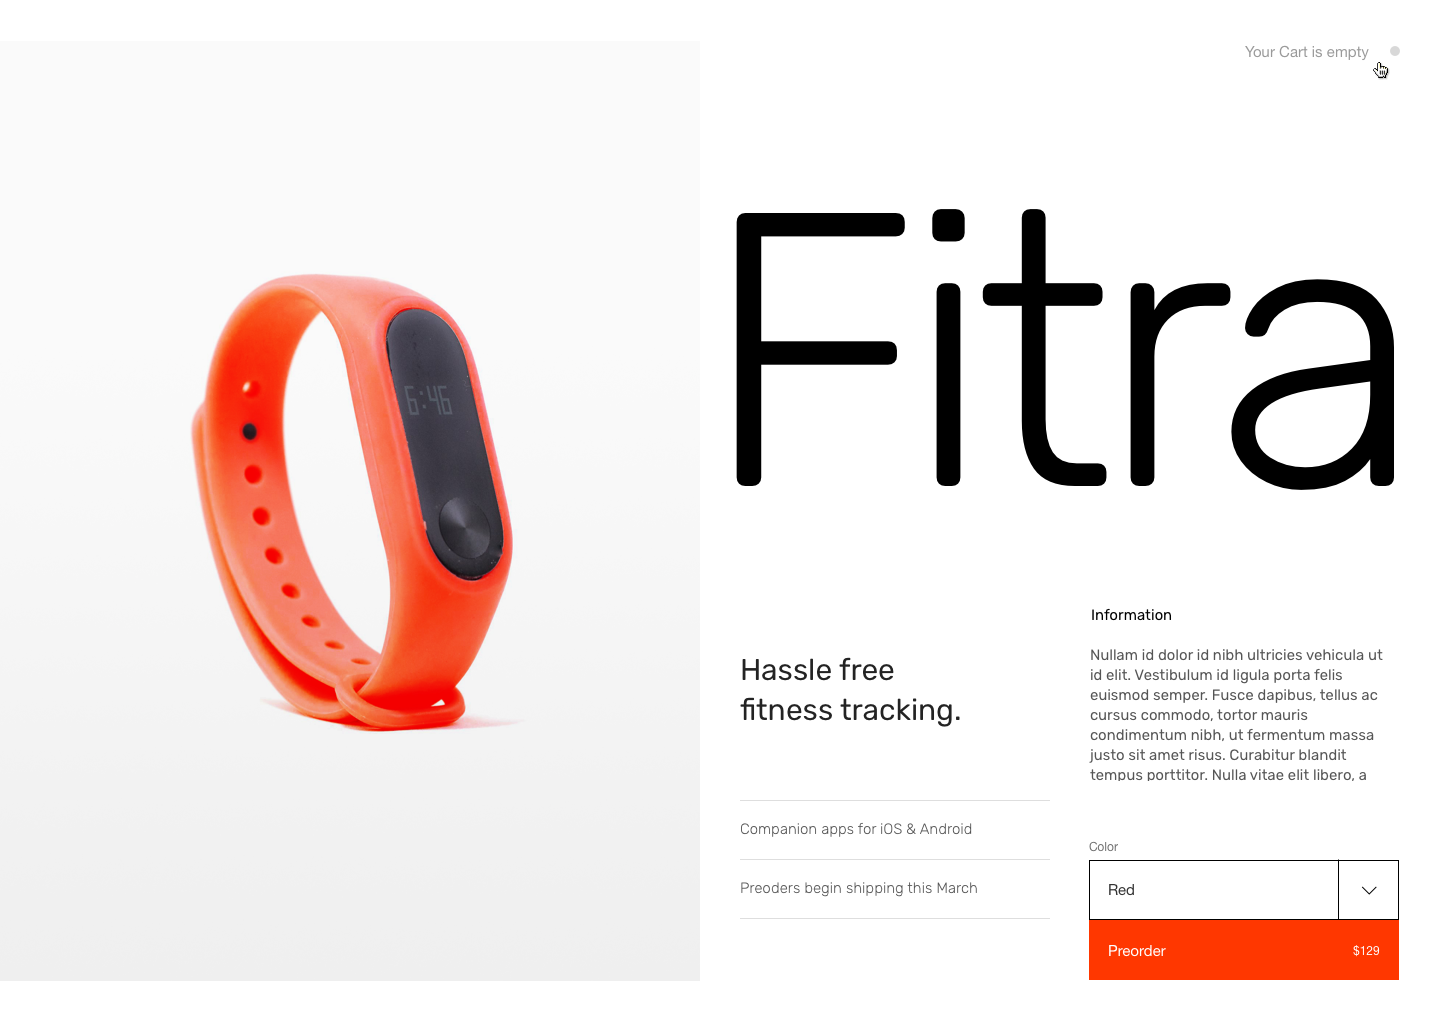 Your Cart is empty
Fitra
6:46
Hassle free
fitness tracking.
Companion apps for iOS & Android
Preoders begin shipping this March
Information
Nullam id dolor id nibh ultricies vehicula ut
id elit. Vestibulum id ligula porta felis
euismod semper. Fusce dapibus, tellus ac
cursus commodo, tortor mauris
condimentum nibh, ut fermentum massa
justo sit amet risus. Curabitur blandit
tempus porttitor. Nulla vitae elit libero, a
Color
Red
Preorder $129